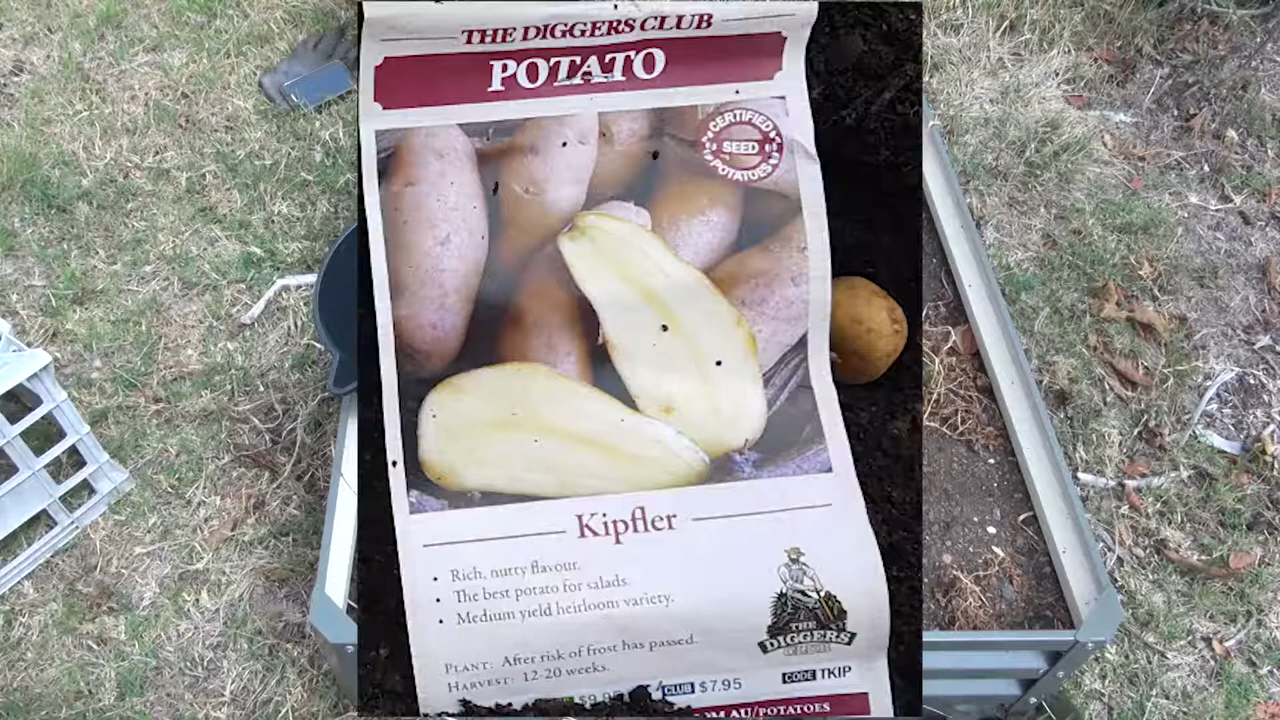 THE DIGGERS CLUB
POTATO
CERTIFIED
SEED
POTATOES
Kipfler
• Rich, nutty flavour.
• The best potato for salads.
• Medium yield heirloom variety.
PLANT: After risk of frost has passed.
HARVEST: 12-20 weeks.
THE
DIGGERS
CLUB
CLUB $7.95
CODE TKIP
OM.AU/POTATOES